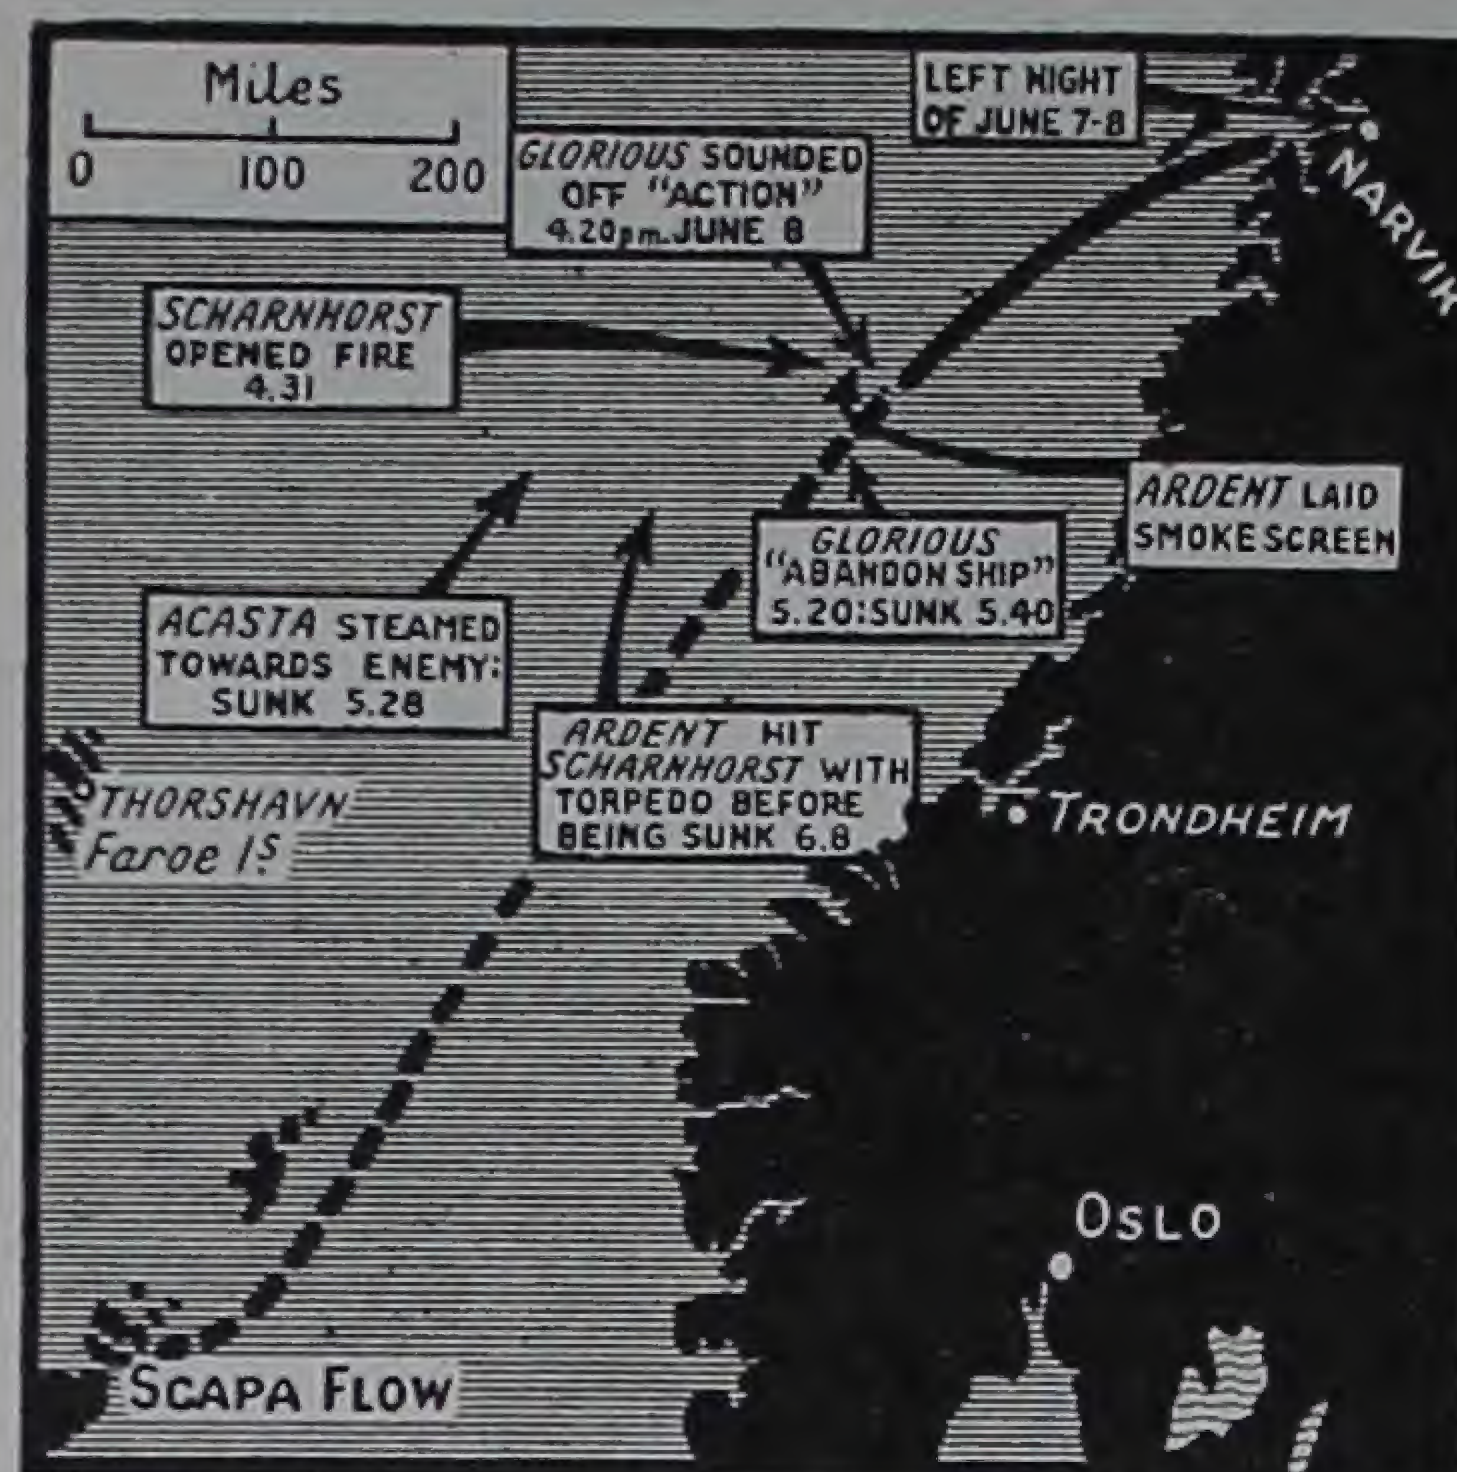 Miles
0 100 200
LEFT NIGHT
OF JUNE 7-8
GLORIOUS SOUNDED
OFF "ACTION"
4.20pm. JUNE 8
NARVIK
SCHARNHORST
OPENED FIRE
4.31
ARDENT LAID
SMOKESCREEN
GLORIOUS
"ABANDON SHIP"
5.20:SUNK 5.40
ACASTA STEAMED
TOWARDS ENEMY:
SUNK 5.28
ARDENT HIT
SCHARNHORST WITH
TORPEDO BEFORE
BEING SUNK 6.8
THORSHAVN
Faroe Is.
TRONDHEIM
OSLO
SCAPA FLOW